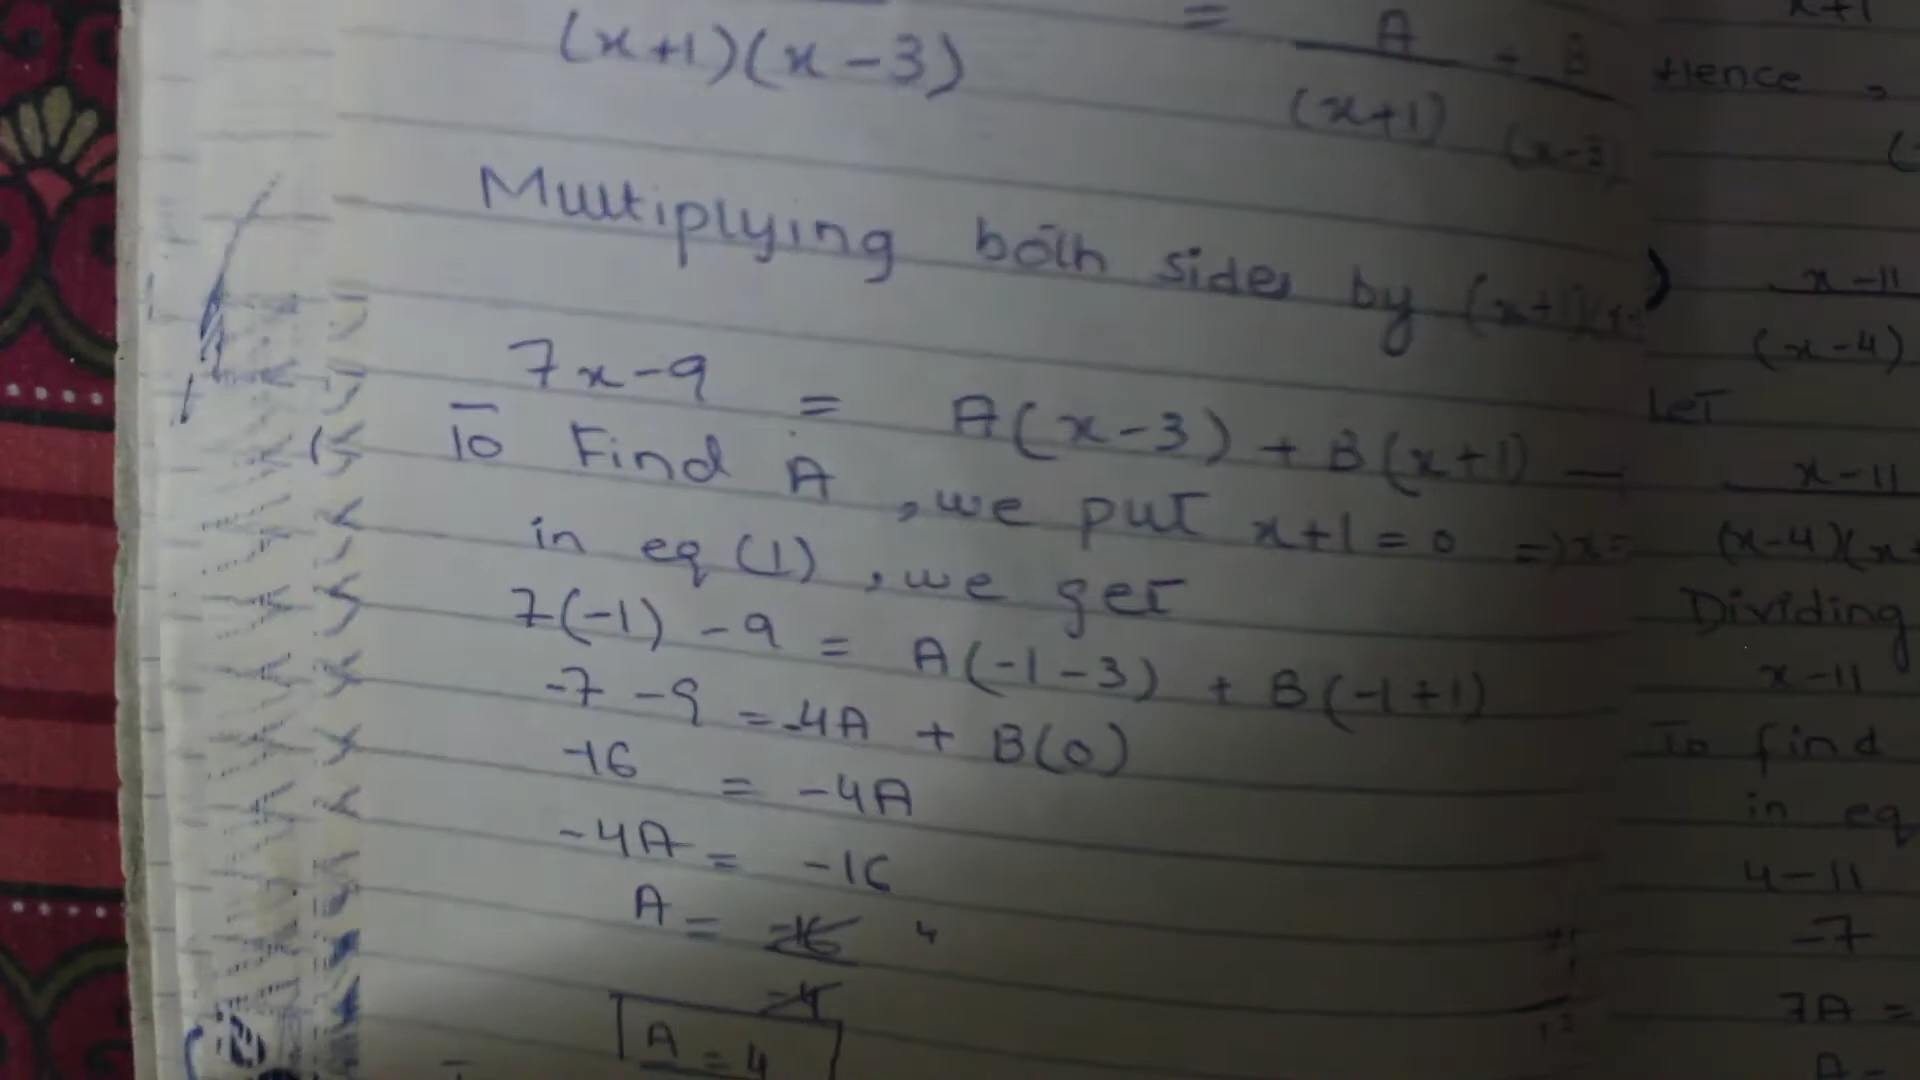 (x+1)(x-3) = A/(x+1) + B/(x-3)
Multiplying both sides by (x+1)
7x-9 = A(x-3) + B(x+1) —
To Find A, we put x+1=0 => x=
in eq (1), we get
7(-1) -9 = A(-1-3) + B(-1+1)
-7 -9 = -4A + B(0)
-16 = -4A
-4A = -16
A = -16 4
-4
A = 4
x+1
Hence,
(
x-11
(x-4)
Let
x-11
(x-4)(x+
Dividing
x-11
To find
in eq
4-11
-7
7A =
A =